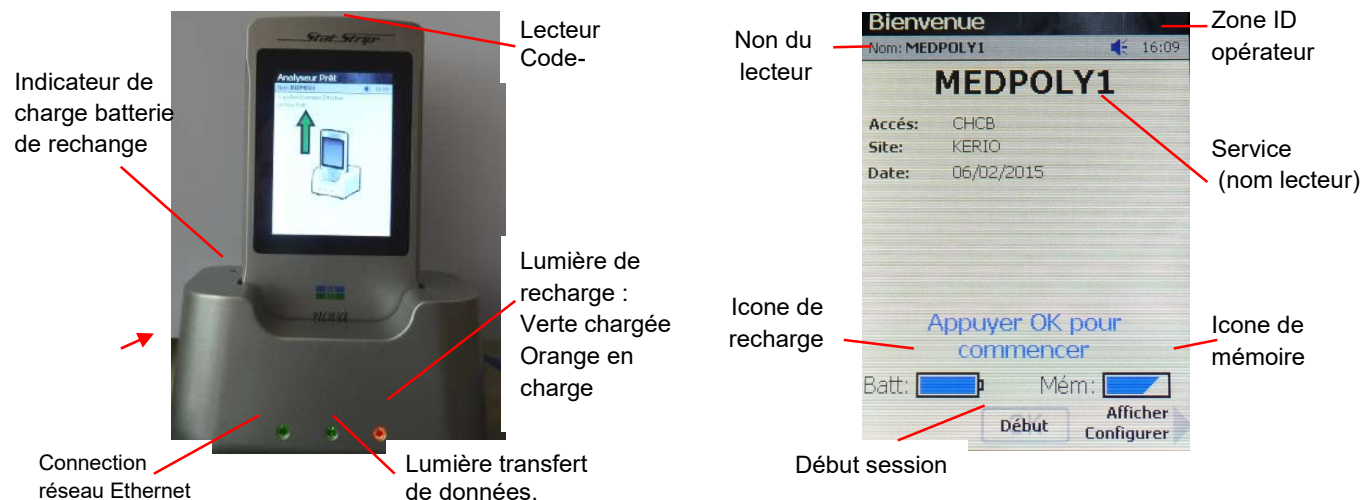 Lecteur
Code-
Indicateur de
charge batterie
de rechange
Stat Strip
Analyseur Prêt
nova
Lumière de
recharge :
Verte chargée
Orange en
charge
Connection
réseau Ethernet
Lumière transfert
de données.
Non du
lecteur
Bienvenue
Nom: MEDPOLY1 16:09
MEDPOLY1
Accés: CHCB
Site: KERIO
Date: 06/02/2015
Appuyer OK pour
commencer
Batt: Mém:
Début
Afficher
Configurer
Zone ID
opérateur
Service
(nom lecteur)
Icone de
recharge
Icone de
mémoire
Début session